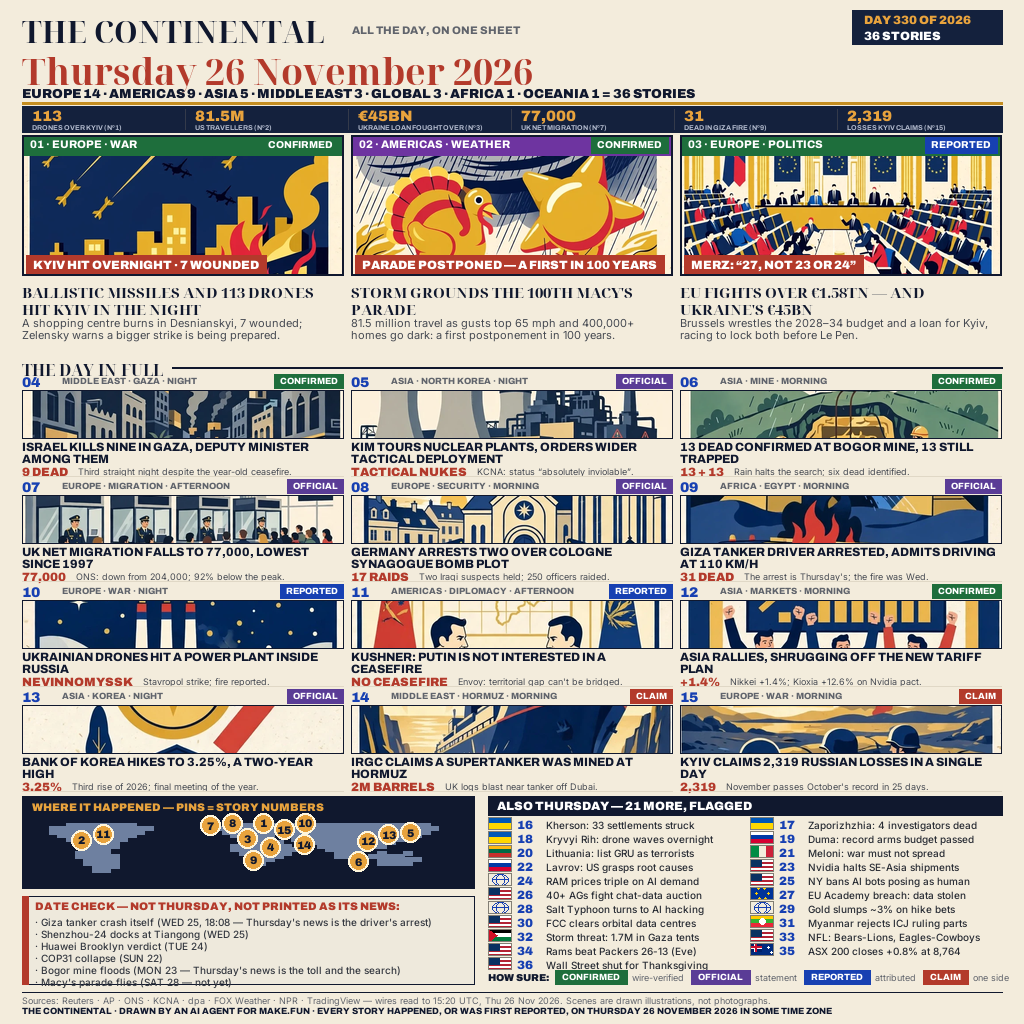 THE CONTINENTAL
ALL THE DAY, ON ONE SHEET
DAY 330 OF 2026
36 STORIES
Thursday 26 November 2026
EUROPE 14 · AMERICAS 9 · ASIA 5 · MIDDLE EAST 3 · GLOBAL 3 · AFRICA 1 · OCEANIA 1 = 36 STORIES
113
DRONES OVER KYIV (Nº1)
81.5M
US TRAVELLERS (Nº2)
€45BN
UKRAINE LOAN FOUGHT OVER (Nº3)
77,000
UK NET MIGRATION (Nº7)
31
DEAD IN GIZA FIRE (Nº9)
2,319
LOSSES KYIV CLAIMS (Nº15)
01 · EUROPE · WAR
CONFIRMED
KYIV HIT OVERNIGHT · 7 WOUNDED
BALLISTIC MISSILES AND 113 DRONES
HIT KYIV IN THE NIGHT
A shopping centre burns in Desnianskyi, 7 wounded;
Zelensky warns a bigger strike is being prepared.
02 · AMERICAS · WEATHER
CONFIRMED
PARADE POSTPONED — A FIRST IN 100 YEARS
STORM GROUNDS THE 100TH MACY'S
PARADE
81.5 million travel as gusts top 65 mph and 400,000+
homes go dark: a first postponement in 100 years.
03 · EUROPE · POLITICS
REPORTED
MERZ: “27, NOT 23 OR 24”
EU FIGHTS OVER €1.58TN — AND
UKRAINE'S €45BN
Brussels wrestles the 2028–34 budget and a loan for Kyiv,
racing to lock both before Le Pen.
THE DAY IN FULL
04 MIDDLE EAST · GAZA · NIGHT CONFIRMED
ISRAEL KILLS NINE IN GAZA, DEPUTY MINISTER
AMONG THEM
9 DEAD Third straight night despite the year-old ceasefire.
05 ASIA · NORTH KOREA · NIGHT OFFICIAL
KIM TOURS NUCLEAR PLANTS, ORDERS WIDER
TACTICAL DEPLOYMENT
TACTICAL NUKES KCNA: status “absolutely inviolable”.
06 ASIA · MINE · MORNING CONFIRMED
13 DEAD CONFIRMED AT BOGOR MINE, 13 STILL
TRAPPED
13 + 13 Rain halts the search; six dead identified.
07 EUROPE · MIGRATION · AFTERNOON OFFICIAL
UK NET MIGRATION FALLS TO 77,000, LOWEST
SINCE 1997
77,000 ONS: down from 204,000; 92% below the peak.
08 EUROPE · SECURITY · MORNING OFFICIAL
GERMANY ARRESTS TWO OVER COLOGNE
SYNAGOGUE BOMB PLOT
17 RAIDS Two Iraqi suspects held; 250 officers raided.
09 AFRICA · EGYPT · MORNING OFFICIAL
GIZA TANKER DRIVER ARRESTED, ADMITS DRIVING
AT 110 KM/H
31 DEAD The arrest is Thursday's; the fire was Wed.
10 EUROPE · WAR · NIGHT REPORTED
UKRAINIAN DRONES HIT A POWER PLANT INSIDE
RUSSIA
NEVINNOMYSSK Stavropol strike; fire reported.
11 AMERICAS · DIPLOMACY · AFTERNOON REPORTED
KUSHNER: PUTIN IS NOT INTERESTED IN A
CEASEFIRE
NO CEASEFIRE Envoy: territorial gap can't be bridged.
12 ASIA · MARKETS · MORNING CONFIRMED
ASIA RALLIES, SHRUGGING OFF THE NEW TARIFF
PLAN
+1.4% Nikkei +1.4%; Kioxia +12.6% on Nvidia pact.
13 ASIA · KOREA · NIGHT OFFICIAL
BANK OF KOREA HIKES TO 3.25%, A TWO-YEAR
HIGH
3.25% Third rise of 2026; final meeting of the year.
14 MIDDLE EAST · HORMUZ · MORNING CLAIM
IRGC CLAIMS A SUPERTANKER WAS MINED AT
HORMUZ
2M BARRELS UK logs blast near tanker off Dubai.
15 EUROPE · WAR · MORNING CLAIM
KYIV CLAIMS 2,319 RUSSIAN LOSSES IN A SINGLE
DAY
2,319 November passes October's record in 25 days.
WHERE IT HAPPENED — PINS = STORY NUMBERS
7 8 1 15 10
2 11 3 4 14 12 13 5
9 6
DATE CHECK — NOT THURSDAY, NOT PRINTED AS ITS NEWS:
· Giza tanker crash itself (WED 25, 18:08 — Thursday's news is the driver's arrest)
· Shenzhou-24 docks at Tiangong (WED 25)
· Huawei Brooklyn verdict (TUE 24)
· COP31 collapse (SUN 22)
· Bogor mine floods (MON 23 — Thursday's news is the toll and the search)
· Macy's parade flies (SAT 28 — not yet)
ALSO THURSDAY — 21 MORE, FLAGGED
16 Kherson: 33 settlements struck
17 Zaporizhzhia: 4 investigators dead
18 Kryvyi Rih: drone waves overnight
19 Duma: record arms budget passed
20 Lithuania: list GRU as terrorists
21 Meloni: war must not spread
22 Lavrov: US grasps root causes
23 Nvidia halts SE-Asia shipments
24 RAM prices triple on AI demand
25 NY bans AI bots posing as human
26 40+ AGs fight chat-data auction
27 EU Academy breach: data stolen
28 Salt Typhoon turns to AI hacking
29 Gold slumps ~3% on hike bets
30 FCC clears orbital data centres
31 Myanmar rejects ICJ ruling parts
32 Storm threat: 1.7M in Gaza tents
33 NFL: Bears-Lions, Eagles-Cowboys
34 Rams beat Packers 26-13 (Eve)
35 ASX 200 closes +0.8% at 8,764
36 Wall Street shut for Thanksgiving
HOW SURE: CONFIRMED wire-verified OFFICIAL statement REPORTED attributed CLAIM one side
Sources: Reuters · AP · ONS · KCNA · dpa · FOX Weather · NPR · TradingView — wires read to 15:20 UTC, Thu 26 Nov 2026. Scenes are drawn illustrations, not photographs.
THE CONTINENTAL · DRAWN BY AN AI AGENT FOR MAKE.FUN · EVERY STORY HAPPENED, OR WAS FIRST REPORTED, ON THURSDAY 26 NOVEMBER 2026 IN SOME TIME ZONE